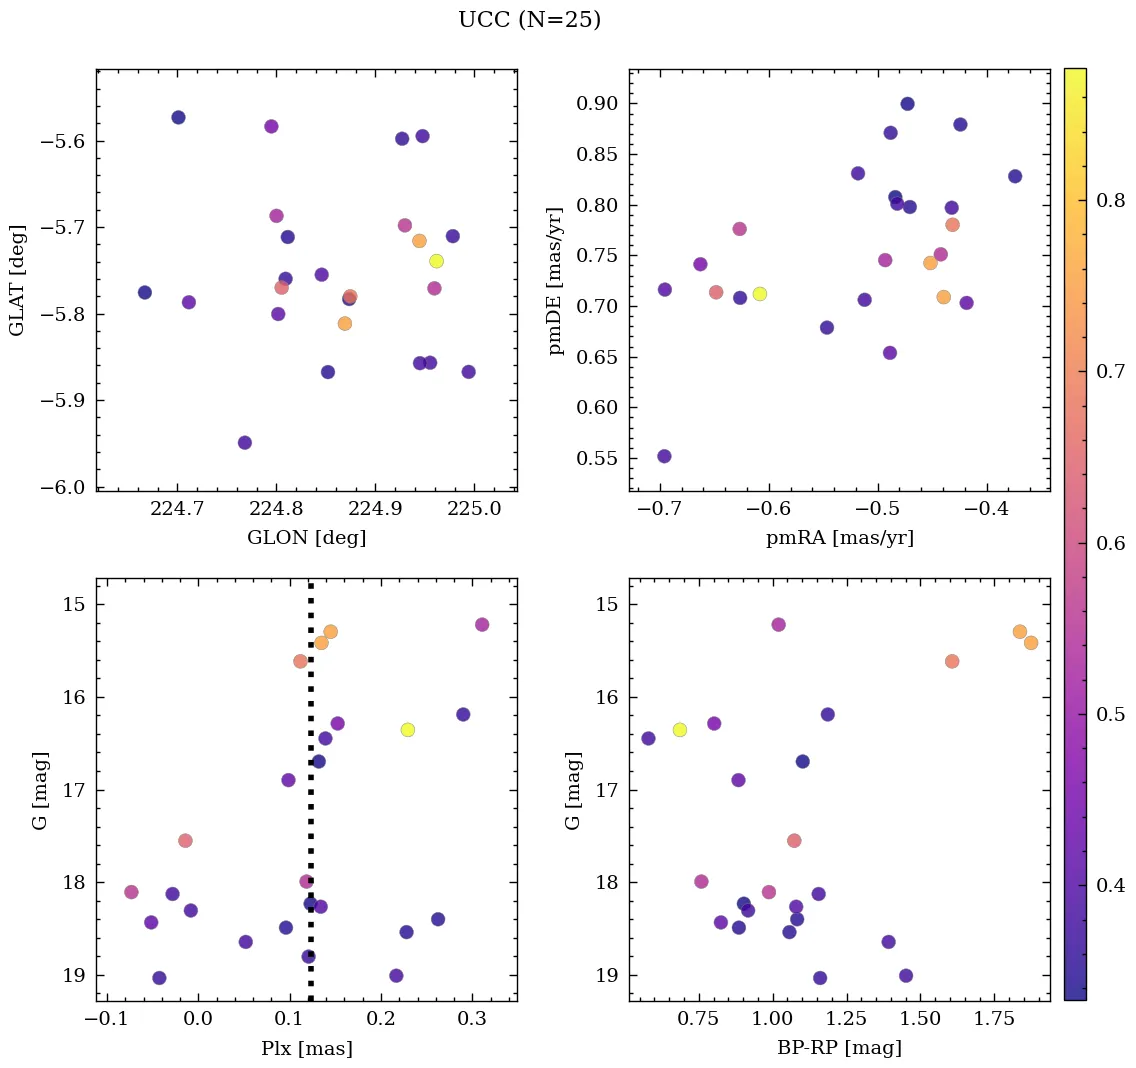 UCC (N=25)
−5.6
−5.7
−5.8
−5.9
−6.0
GLAT [deg]
224.7 224.8 224.9 225.0
GLON [deg]
0.90
0.85
0.80
0.75
0.70
0.65
0.60
0.55
pmDE [mas/yr]
−0.7 −0.6 −0.5 −0.4
pmRA [mas/yr]
15
16
17
18
19
G [mag]
−0.1 0.0 0.1 0.2 0.3
Plx [mas]
15
16
17
18
19
G [mag]
0.75 1.00 1.25 1.50 1.75
BP-RP [mag]
0.8
0.7
0.6
0.5
0.4